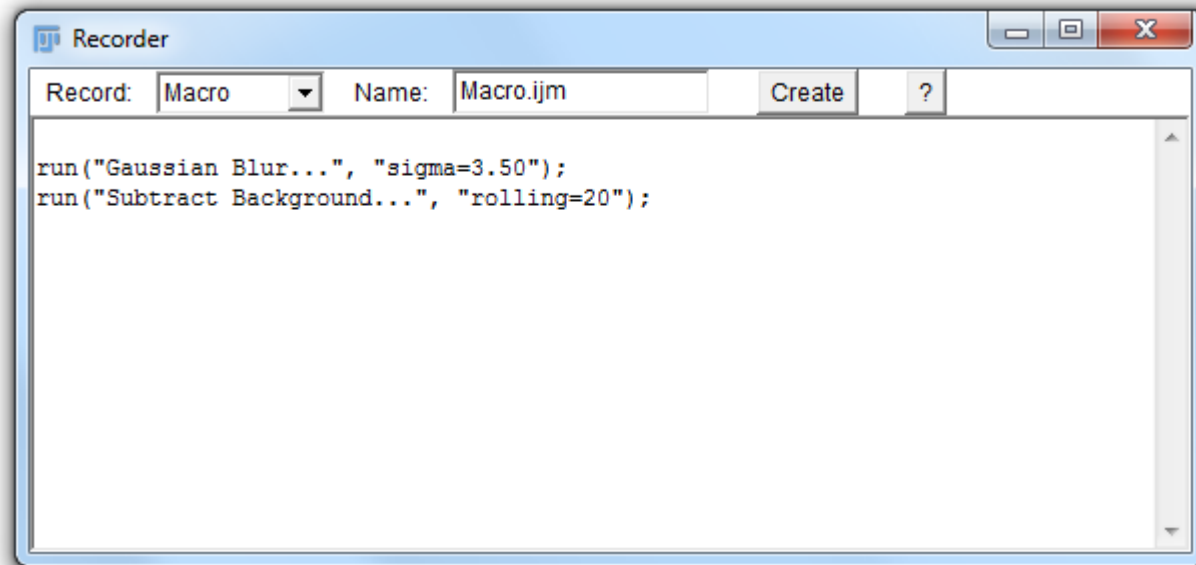 Recorder
Record: Macro Name: Macro.ijm Create ?
run("Gaussian Blur...", "sigma=3.50");
run("Subtract Background...", "rolling=20");